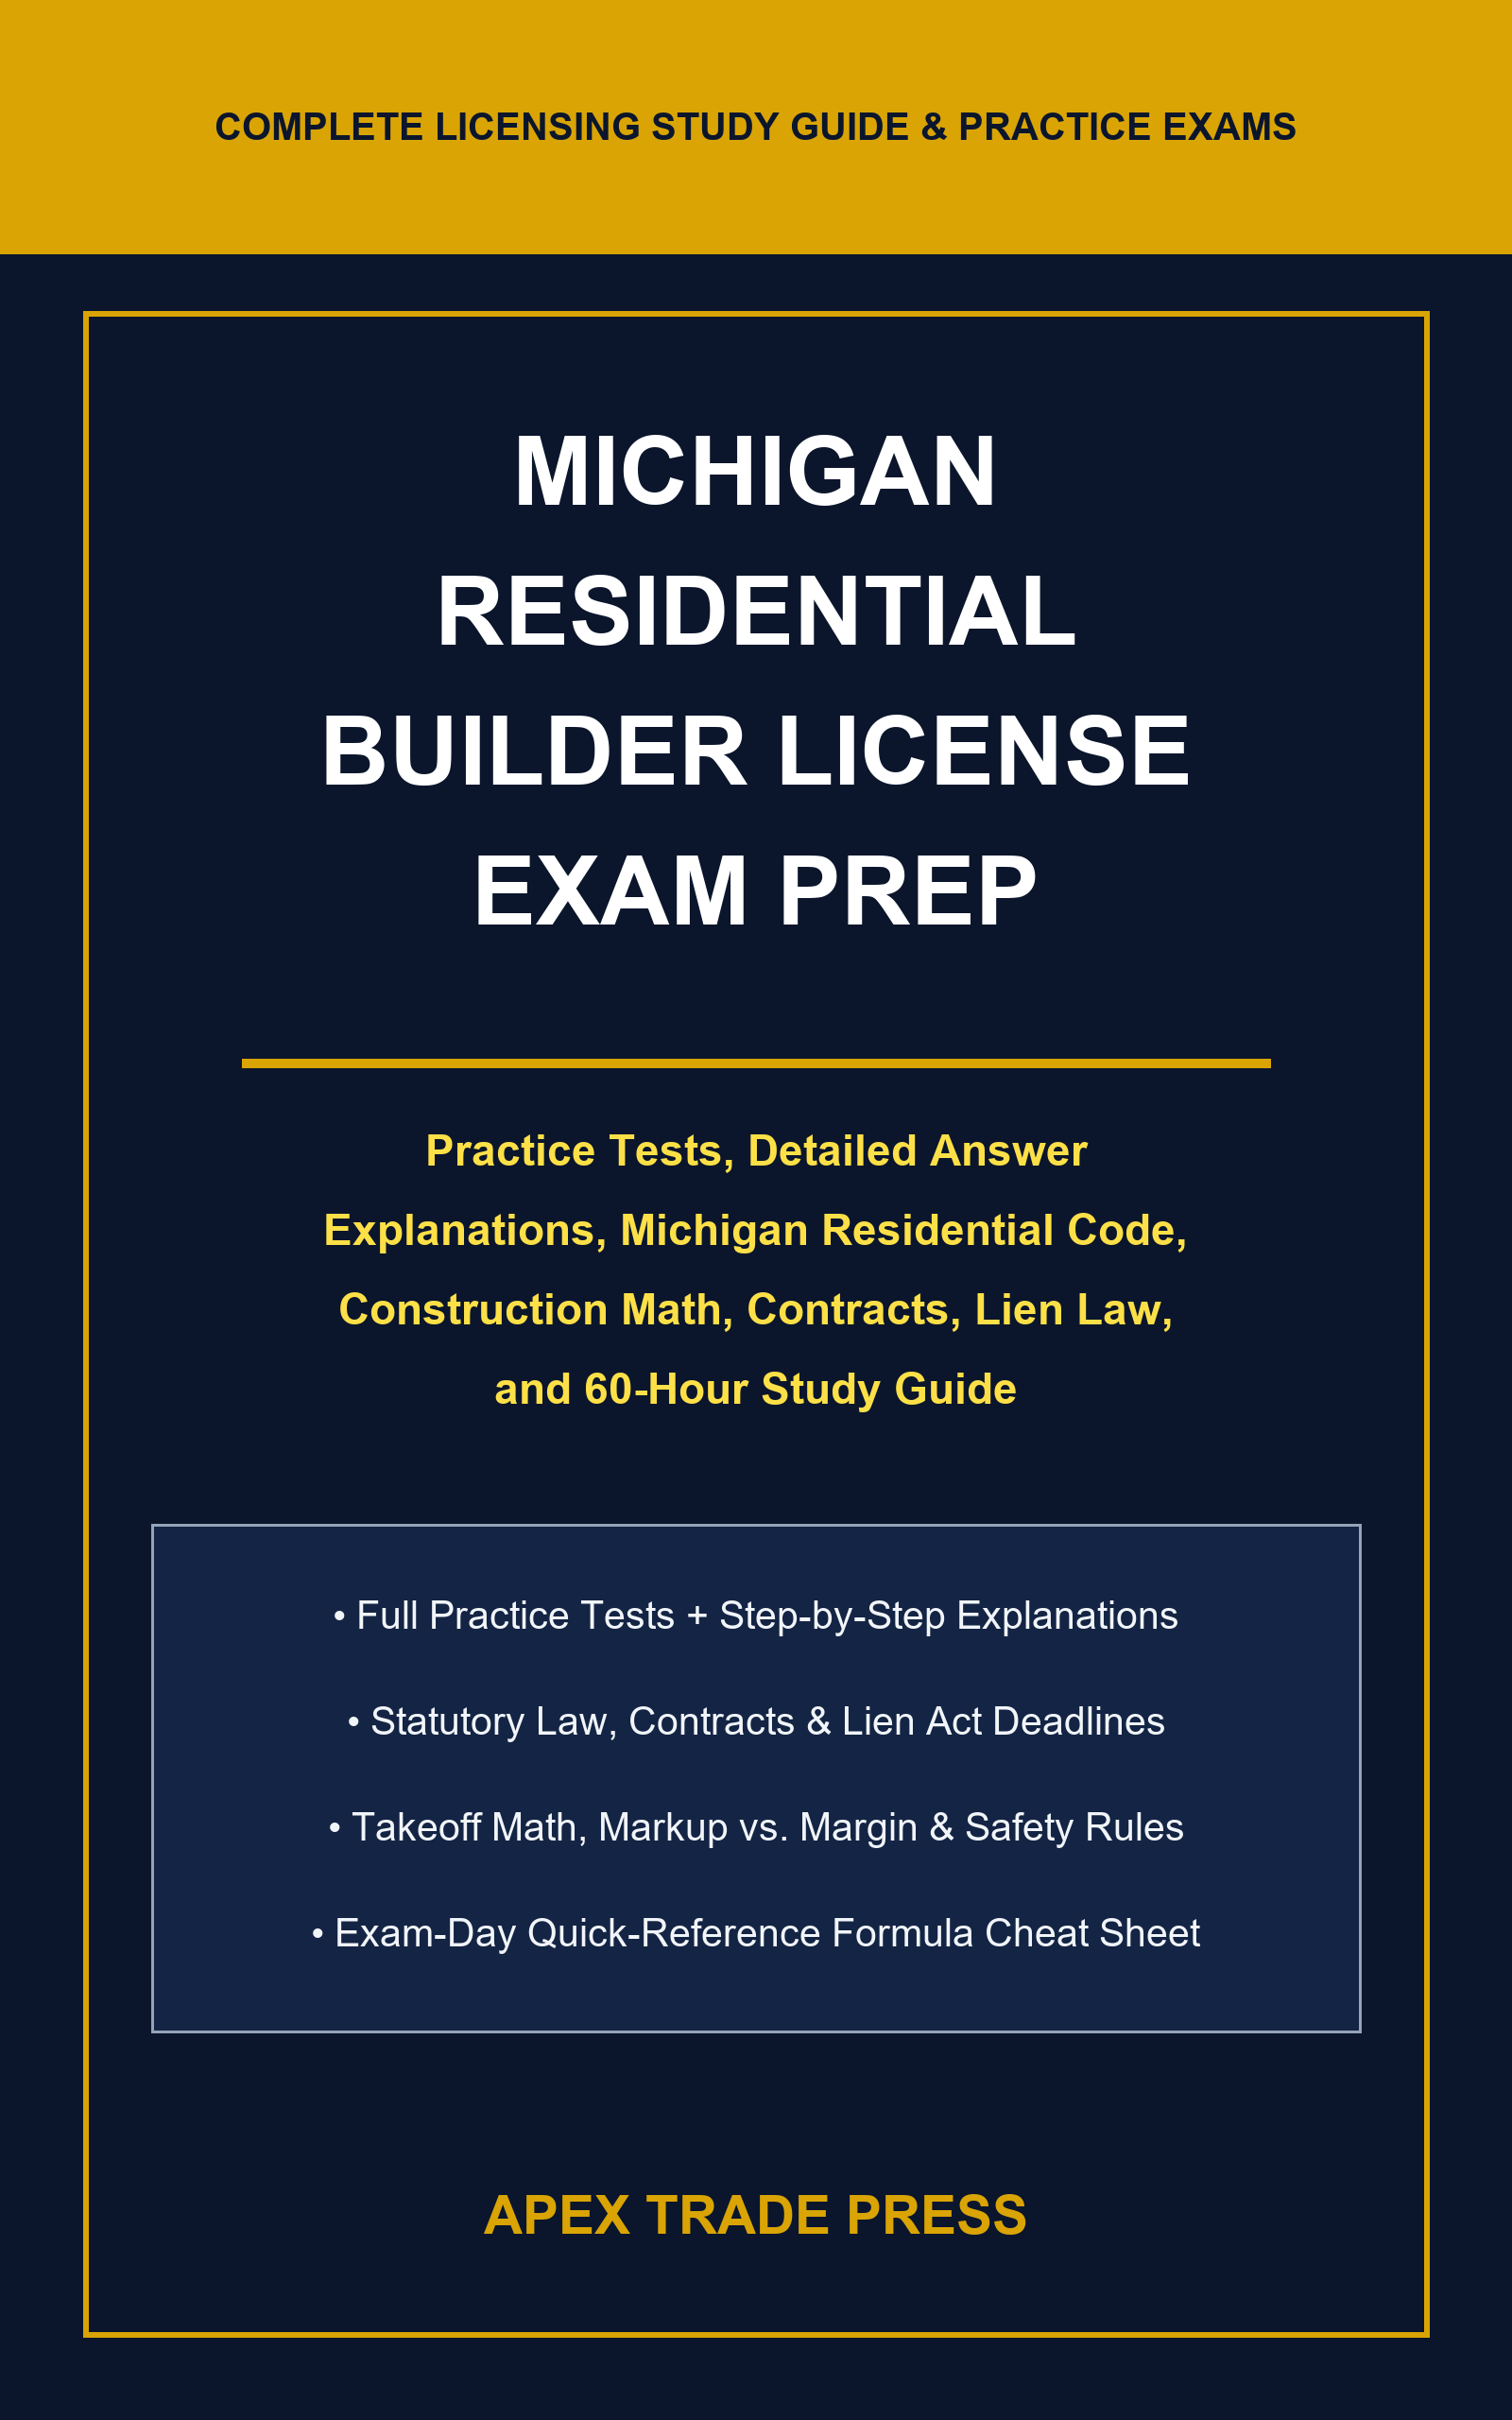 COMPLETE LICENSING STUDY GUIDE & PRACTICE EXAMS
MICHIGAN
RESIDENTIAL
BUILDER LICENSE
EXAM PREP
Practice Tests, Detailed Answer
Explanations, Michigan Residential Code,
Construction Math, Contracts, Lien Law,
and 60-Hour Study Guide
• Full Practice Tests + Step-by-Step Explanations
• Statutory Law, Contracts & Lien Act Deadlines
• Takeoff Math, Markup vs. Margin & Safety Rules
• Exam-Day Quick-Reference Formula Cheat Sheet
APEX TRADE PRESS